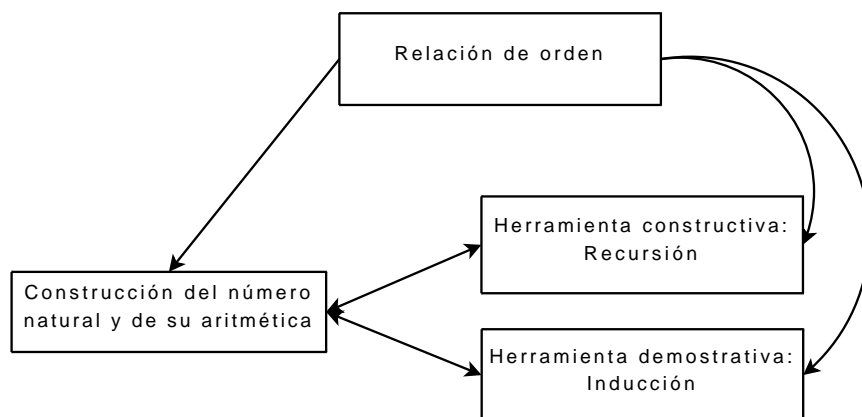 Relación de orden
Herramienta constructiva:
Recursión
Construcción del número
natural y de su aritmética
Herramienta demostrativa:
Inducción